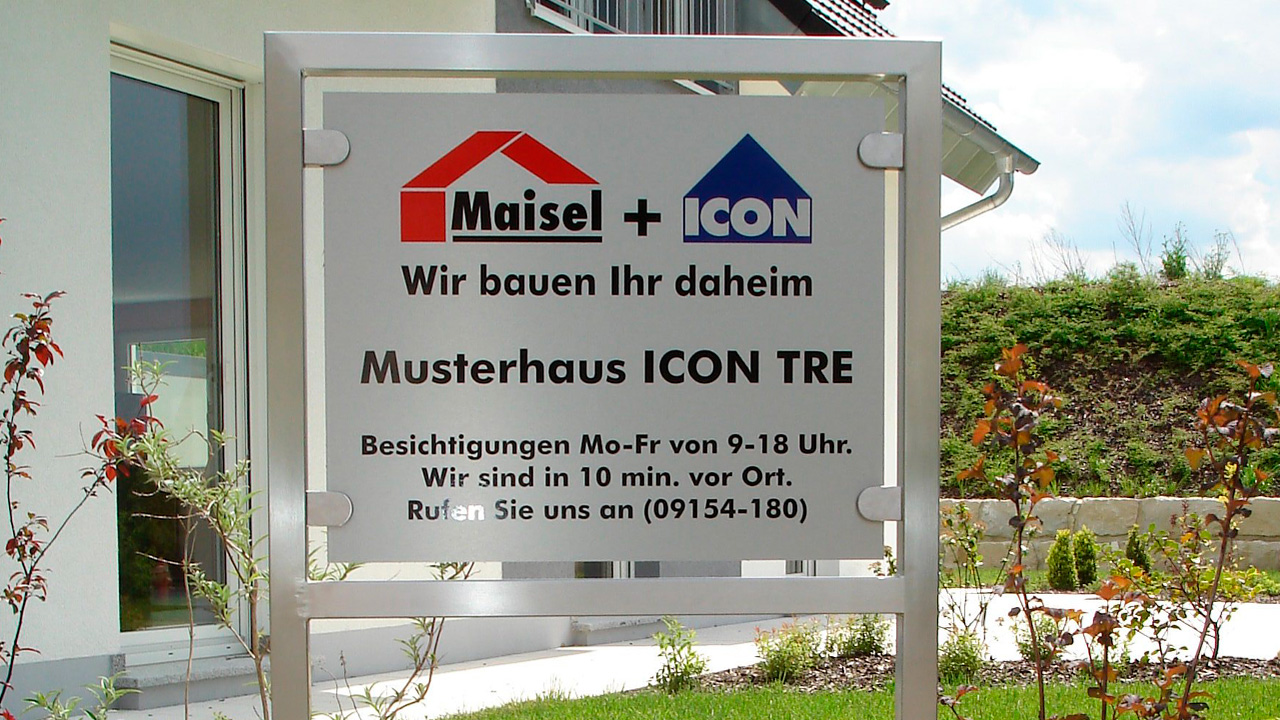 Maisel + ICON
Wir bauen Ihr daheim
Musterhaus ICON TRE
Besichtigungen Mo-Fr von 9-18 Uhr.
Wir sind in 10 min. vor Ort.
Rufen Sie uns an (09154-180)